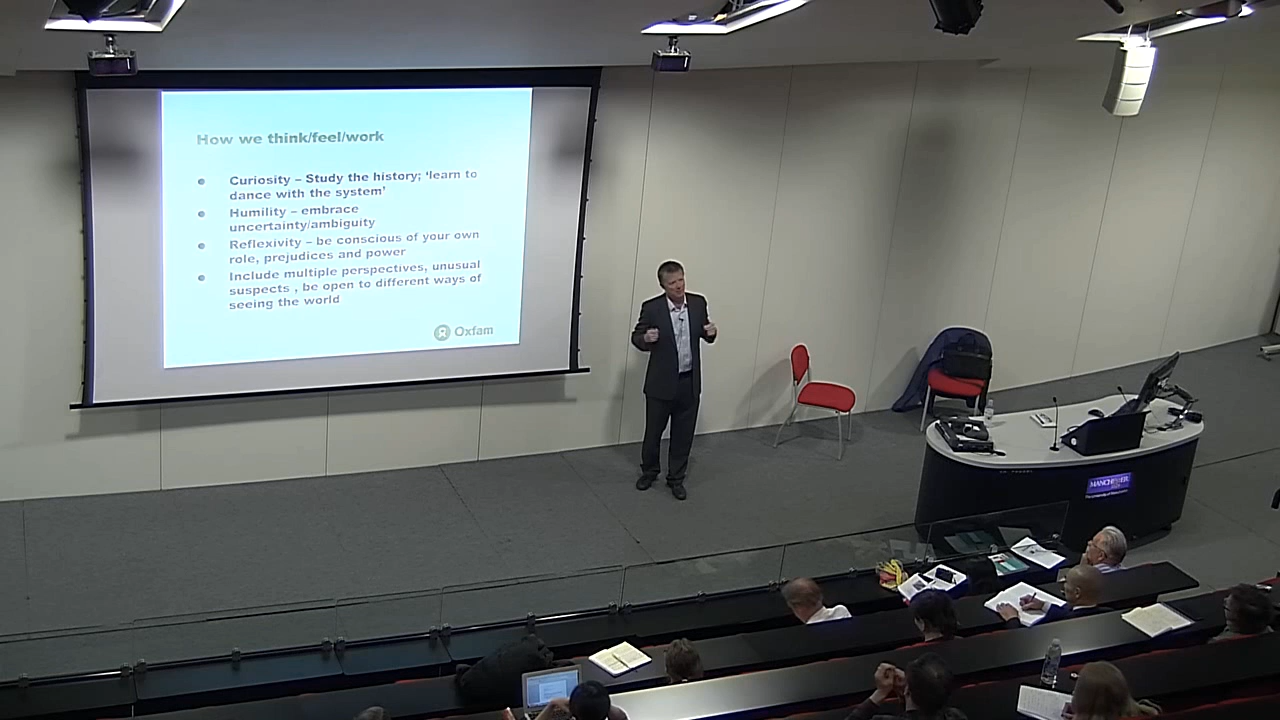 How we think/feel/work
Curiosity – Study the history; ‘learn to
dance with the system’
Humility – embrace
uncertainty/ambiguity
Reflexivity – be conscious of your own
role, prejudices and power
Include multiple perspectives, unusual
suspects , be open to different ways of
seeing the world
Oxfam
MANCHESTER